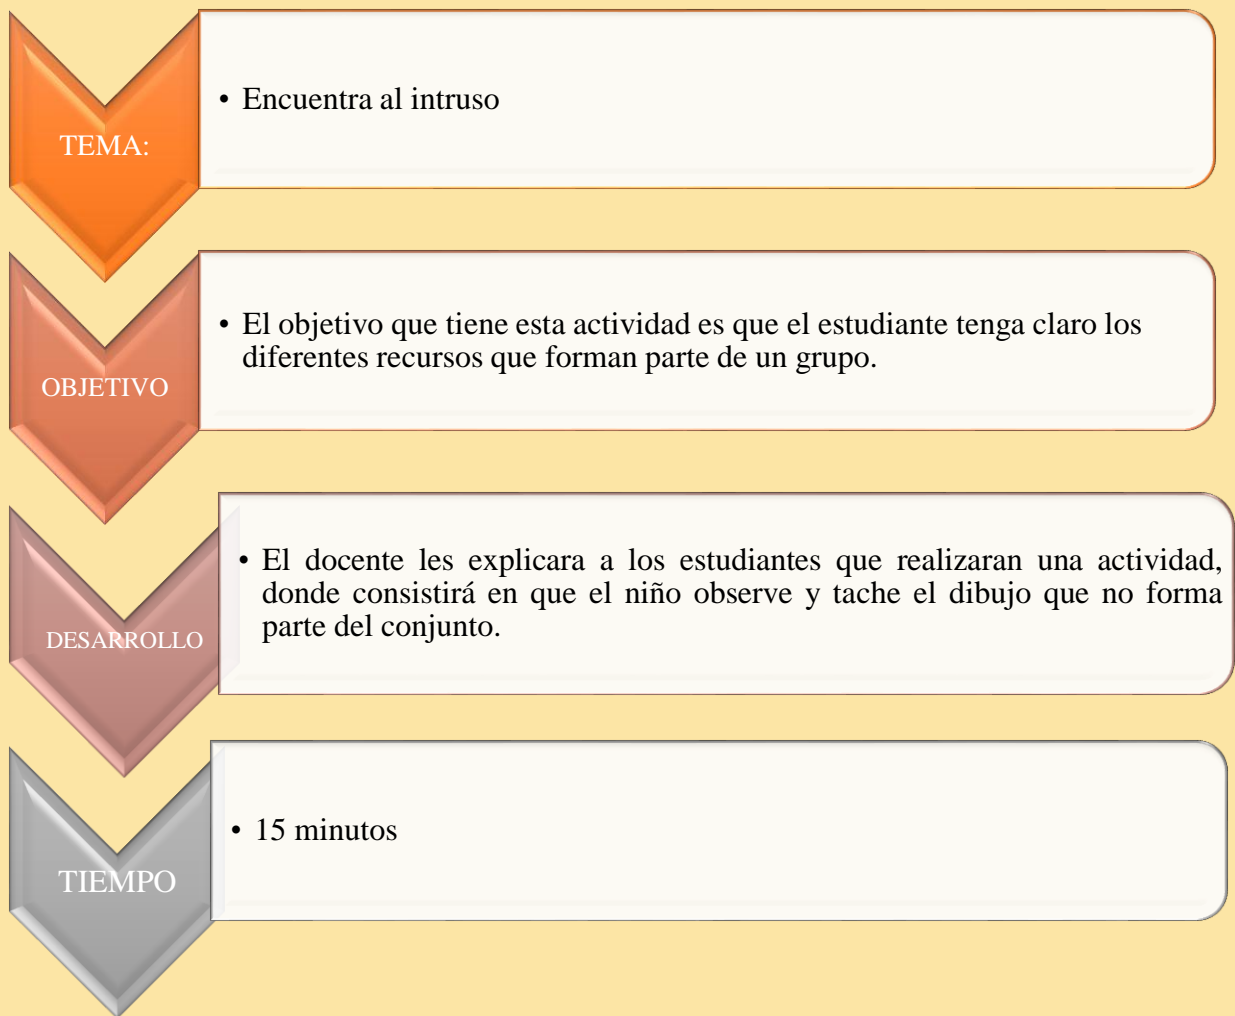 TEMA:
• Encuentra al intruso
OBJETIVO
• El objetivo que tiene esta actividad es que el estudiante tenga claro los
diferentes recursos que forman parte de un grupo.
DESARROLLO
• El docente les explicara a los estudiantes que realizaran una actividad,
donde consistirá en que el niño observe y tache el dibujo que no forma
parte del conjunto.
TIEMPO
• 15 minutos